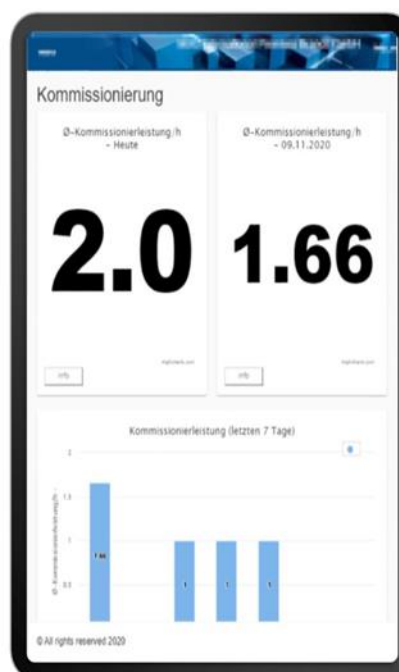 Kommissionierung
Ø-Kommissionierleistung/h
- Heute
2.0
Info
Ø-Kommissionierleistung/h
- 09.11.2020
1.66
Info
Kommissionierleistung (letzten 7 Tage)
Ø - Kommissionierleistung/h -
2
1.5
1
0.5
1.66
1
1
1
© All rights reserved 2020